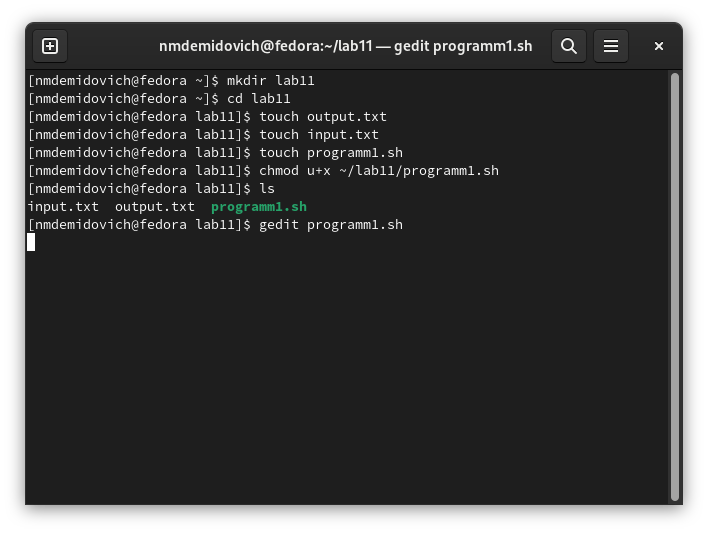 nmdemidovich@fedora:~/lab11 — gedit programm1.sh
[nmdemidovich@fedora ~]$ mkdir lab11
[nmdemidovich@fedora ~]$ cd lab11
[nmdemidovich@fedora lab11]$ touch output.txt
[nmdemidovich@fedora lab11]$ touch input.txt
[nmdemidovich@fedora lab11]$ touch programm1.sh
[nmdemidovich@fedora lab11]$ chmod u+x ~/lab11/programm1.sh
[nmdemidovich@fedora lab11]$ ls
input.txt  output.txt  programm1.sh
[nmdemidovich@fedora lab11]$ gedit programm1.sh